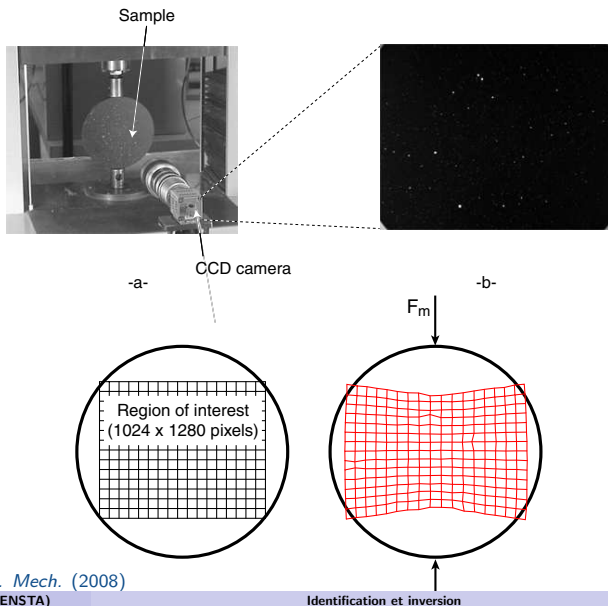 Sample
CCD camera
-a-
-b-
Fm
Region of interest
(1024 x 1280 pixels)
. Mech. (2008)
ENSTA)
Identification et inversion